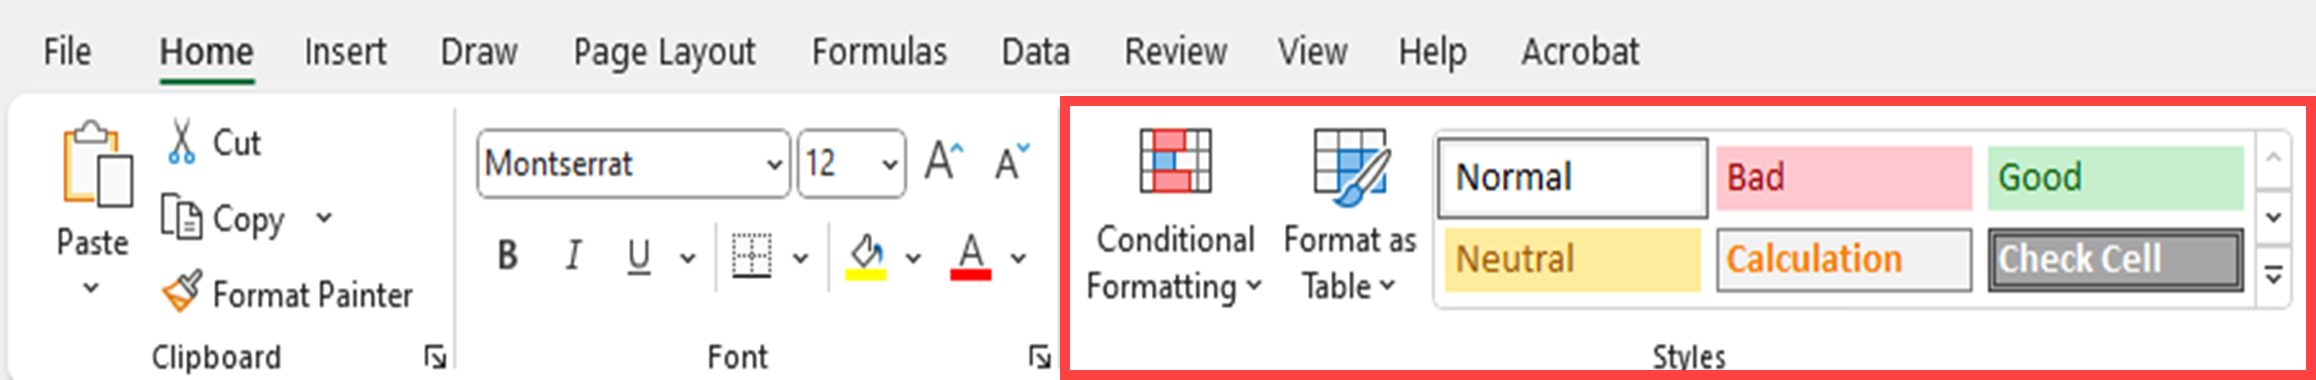 File Home Insert Draw Page Layout Formulas Data Review View Help Acrobat
Paste
Cut
Copy
Format Painter
Clipboard
Montserrat 12 A A
B I U A
Font
Conditional
Formatting
Format as
Table
Normal Bad Good
Neutral Calculation Check Cell
Styles